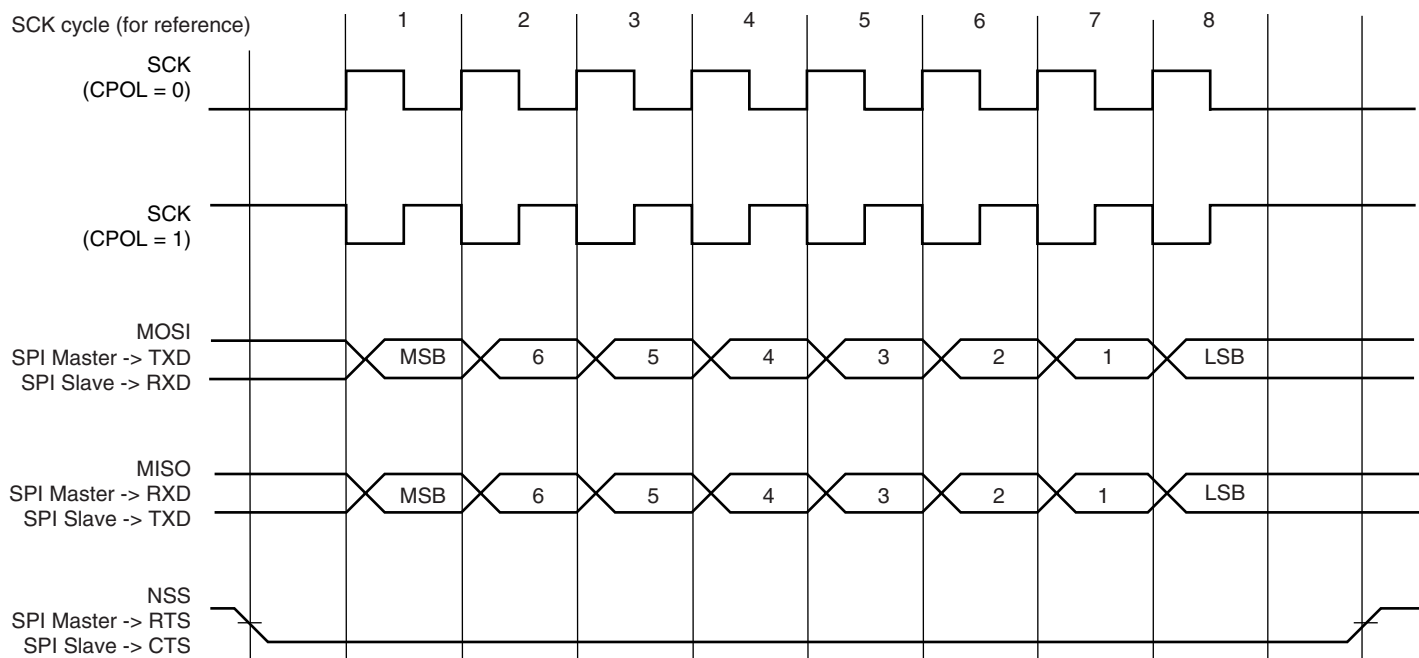 SCK cycle (for reference) 1 2 3 4 5 6 7 8
SCK
(CPOL = 0)
SCK
(CPOL = 1)
MOSI
SPI Master -> TXD
SPI Slave -> RXD
MSB 6 5 4 3 2 1 LSB
MISO
SPI Master -> RXD
SPI Slave -> TXD
MSB 6 5 4 3 2 1 LSB
NSS
SPI Master -> RTS
SPI Slave -> CTS